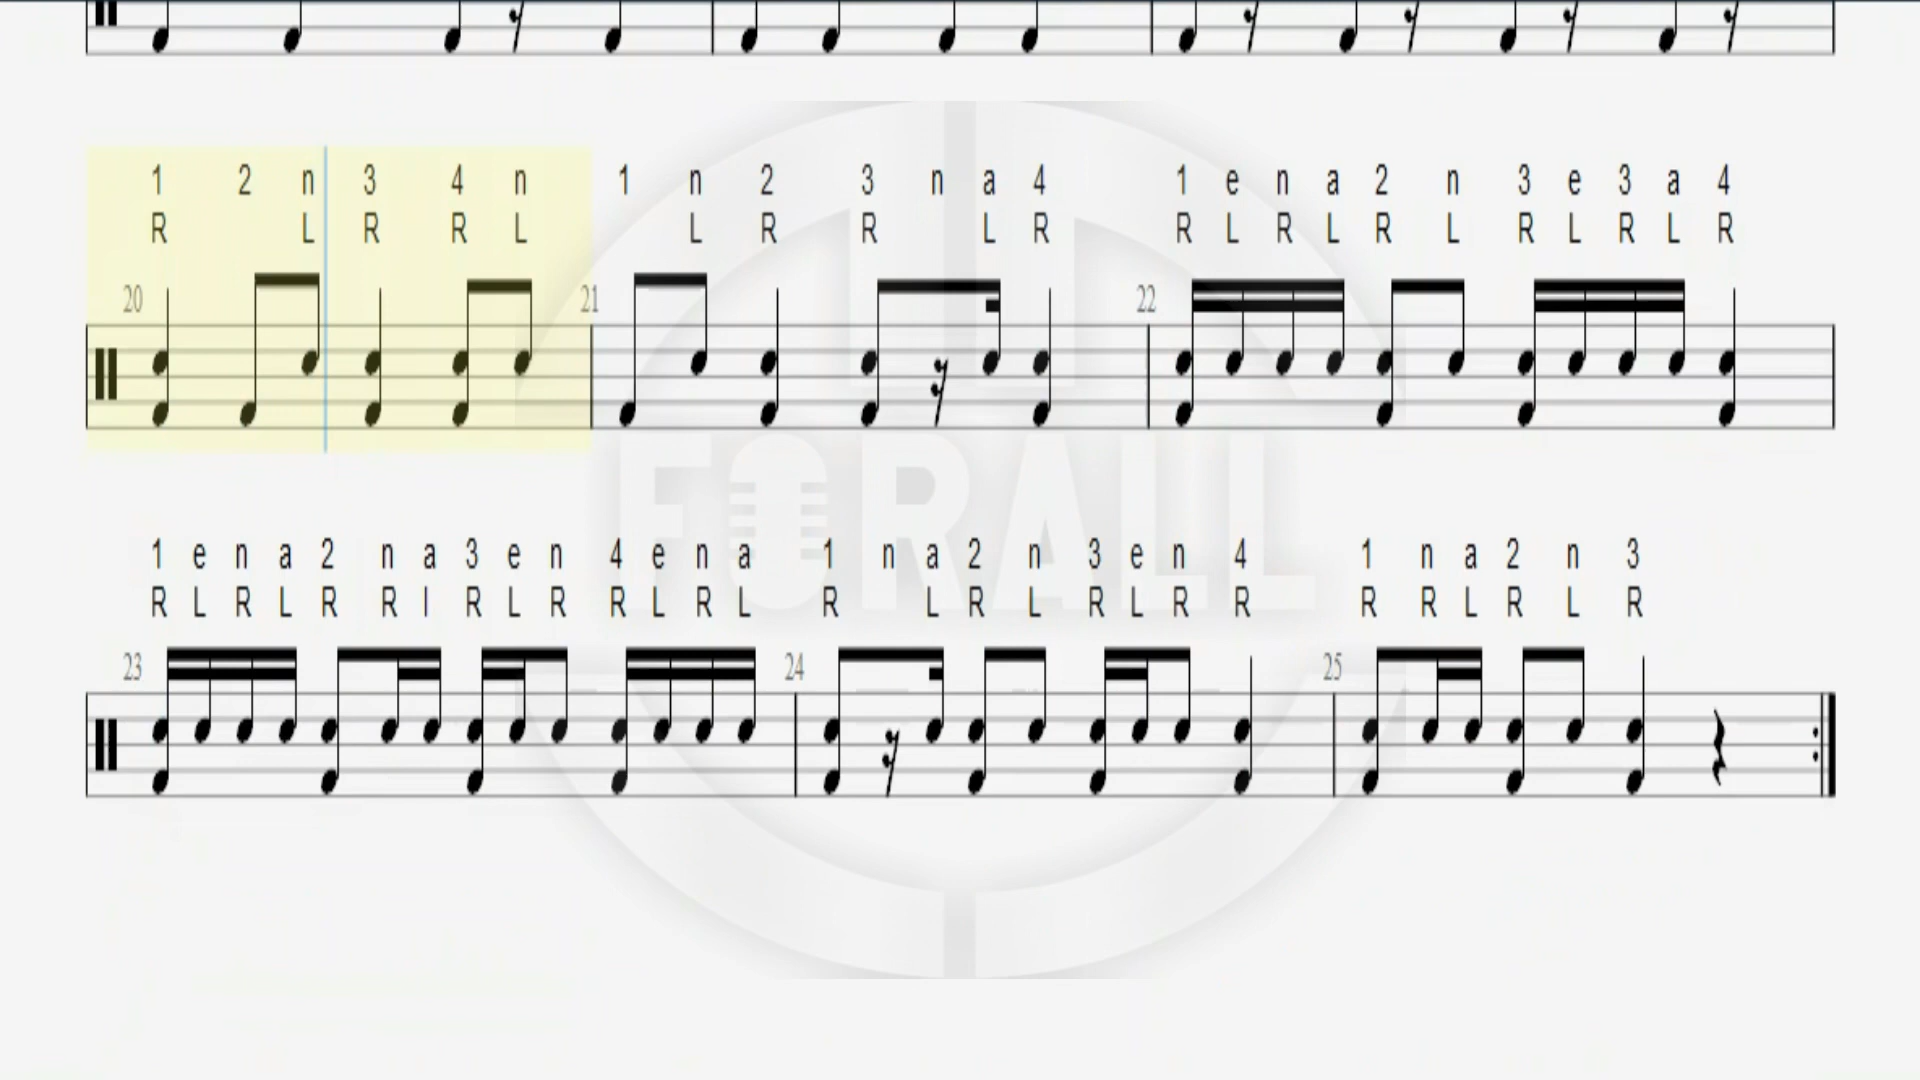 1 2 n 3 4 n 1 n 2 3 n a 4 1 e n a 2 n 3 e 3 a 4
R L R R L L R R L R R L R L R L R L R L R
20 21 22
FORALL
1 e n a 2 n a 3 e n 4 e n a 1 n a 2 n 3 e n 4 1 n a 2 n 3
R L R L R R l R L R R L R L R L R L R L R R R R L R L R
23 24 25